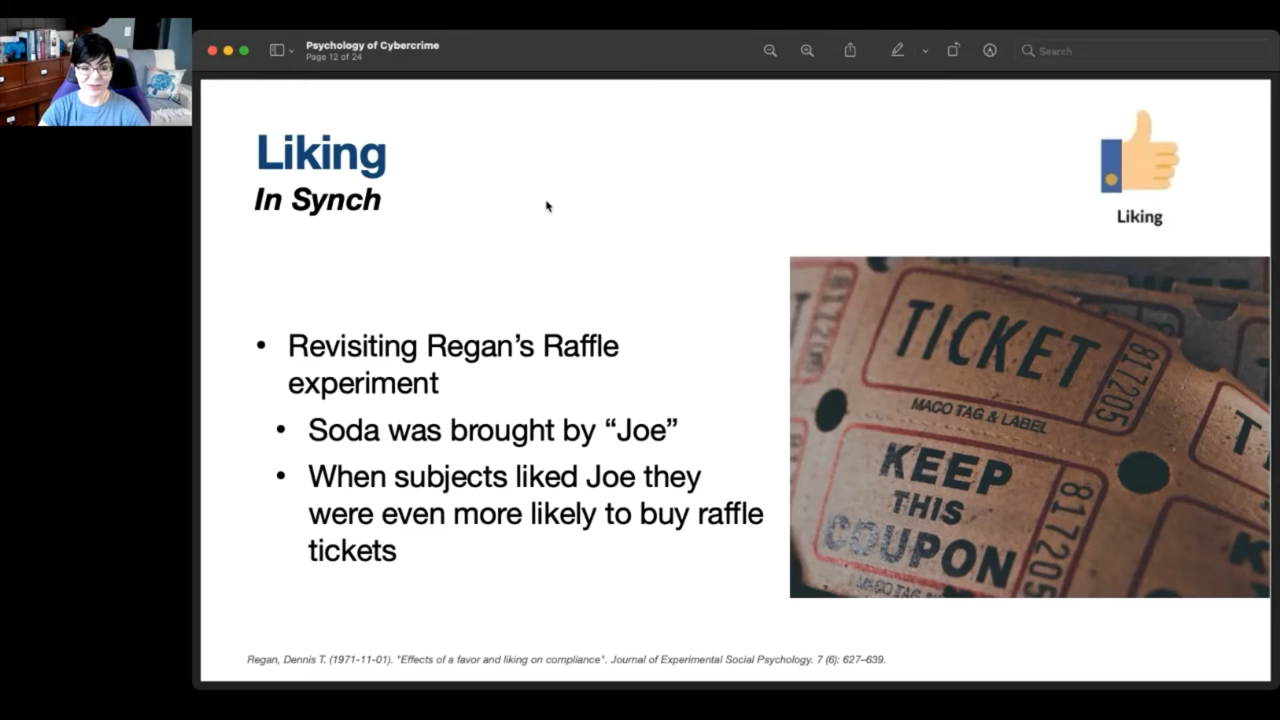 Psychology of Cybercrime
Page 12 of 24
Search
Liking
In Synch
Liking
• Revisiting Regan's Raffle
experiment
• Soda was brought by “Joe”
• When subjects liked Joe they
were even more likely to buy raffle
tickets
TICKET
817205
MACO TAG & LABEL
KEEP
THIS
COUPON
817205
817205
Regan, Dennis T. (1971-11-01). "Effects of a favor and liking on compliance". Journal of Experimental Social Psychology. 7 (6): 627–639.